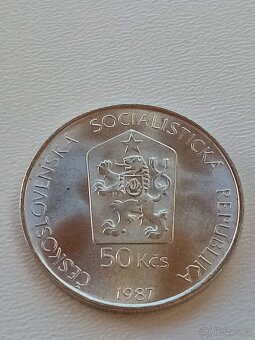 ČESKOSLOVENSKÁ SOCIALISTICKÁ REPUBLIKA
50 Kčs
1987